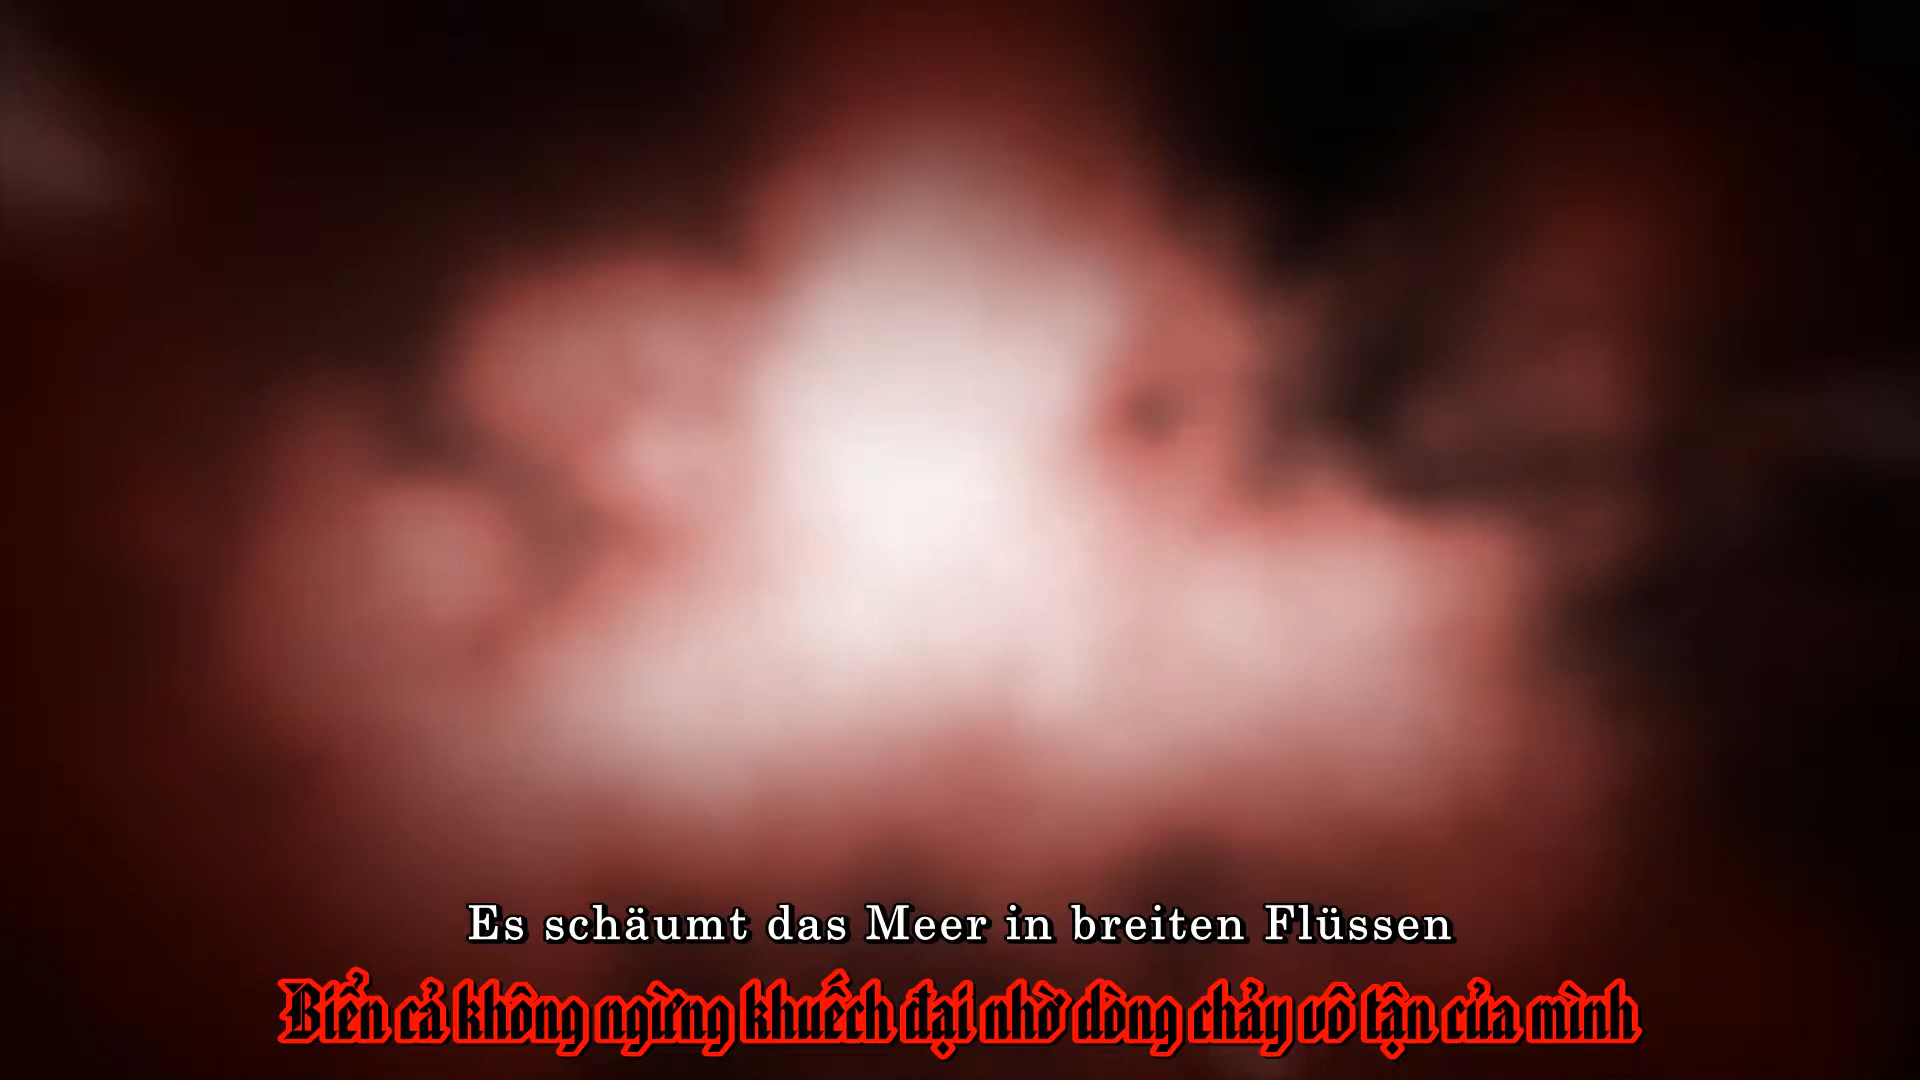 Es schäumt das Meer in breiten Flüssen
Biển cả không ngừng khuếch đại nhờ dòng chảy vô tận của mình